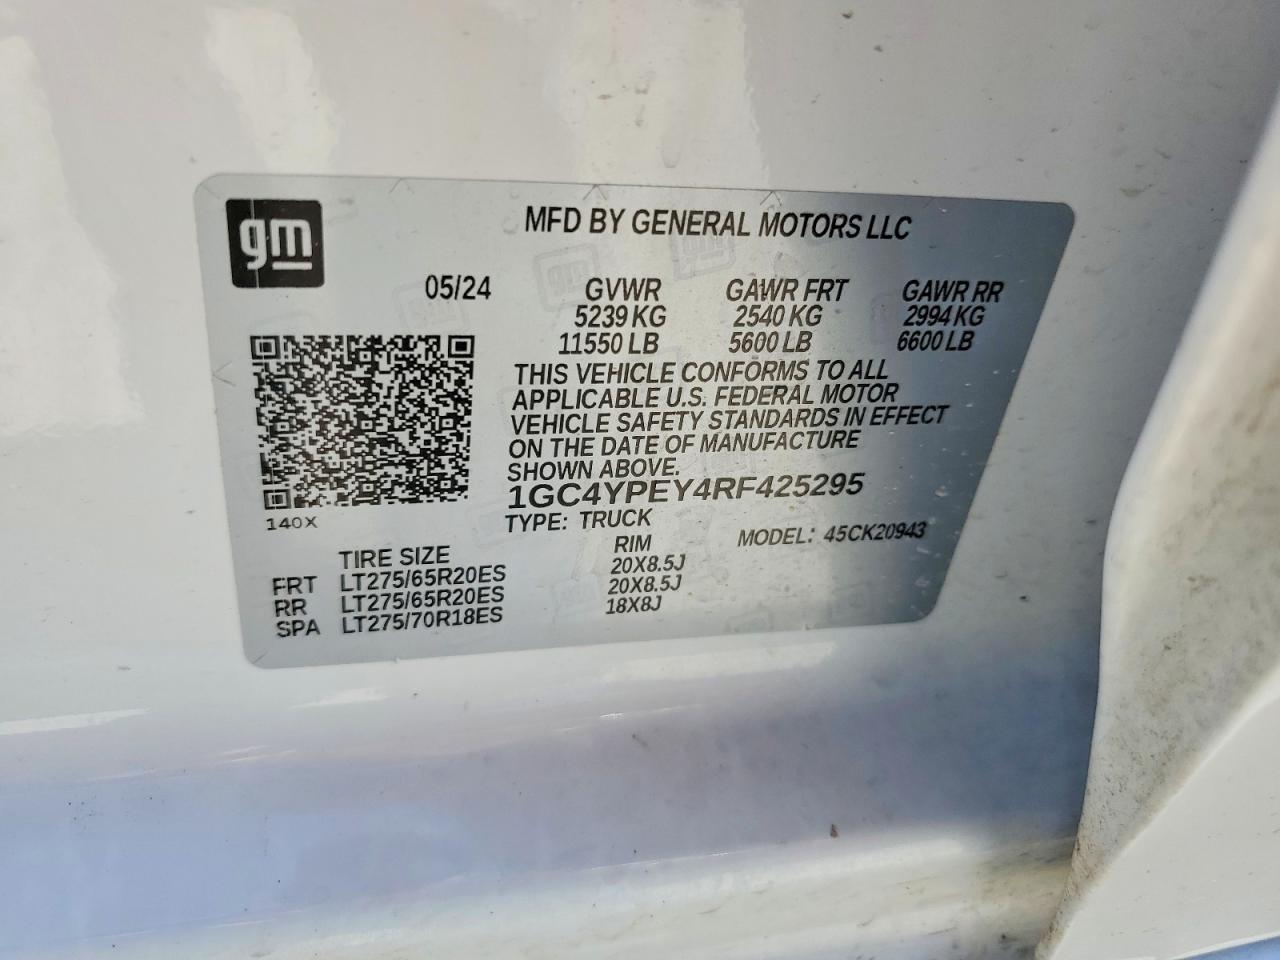 gm
MFD BY GENERAL MOTORS LLC
05/24 GVWR GAWR FRT GAWR RR
5239 KG 2540 KG 2994 KG
11550 LB 5600 LB 6600 LB
THIS VEHICLE CONFORMS TO ALL
APPLICABLE U.S. FEDERAL MOTOR
VEHICLE SAFETY STANDARDS IN EFFECT
ON THE DATE OF MANUFACTURE
SHOWN ABOVE.
1GC4YPEY4RF425295
140X
TYPE: TRUCK MODEL: 45CK20943
TIRE SIZE RIM
FRT LT275/65R20ES 20X8.5J
RR LT275/65R20ES 20X8.5J
SPA LT275/70R18ES 18X8J